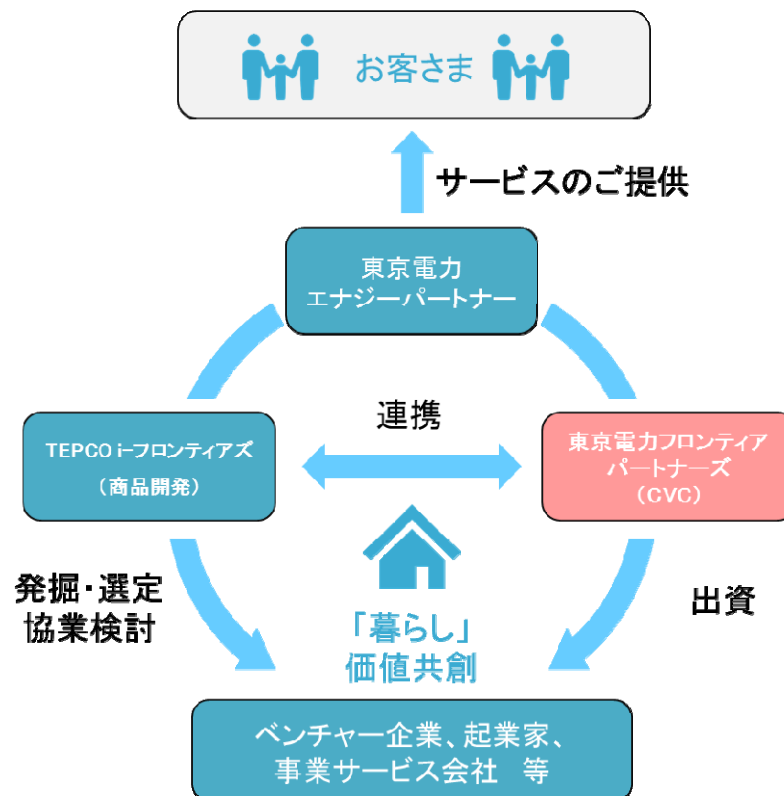 お客さま
サービスのご提供
東京電力
エナジーパートナー
連携
TEPCO i-フロンティアズ
(商品開発)
東京電力フロンティア
パートナーズ
(CVC)
発掘・選定
協業検討
出資
「暮らし」
価値共創
ベンチャー企業、起業家、
事業サービス会社 等